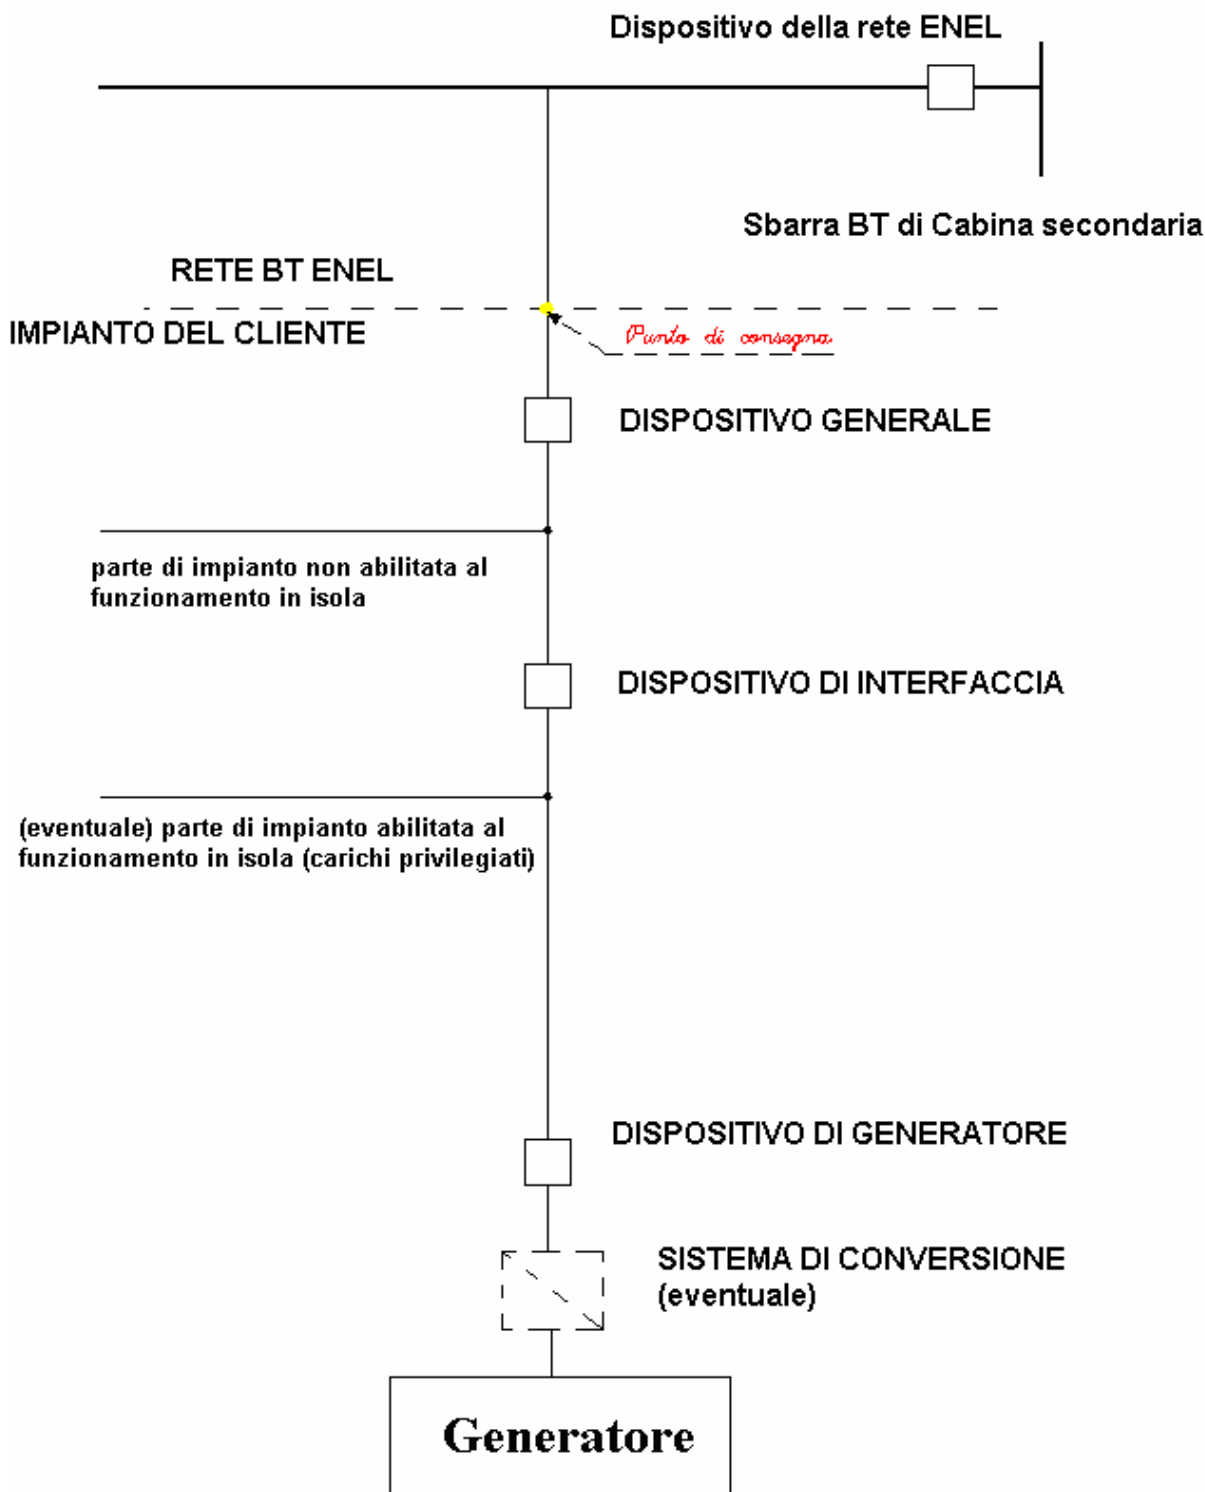 Dispositivo della rete ENEL
Sbarra BT di Cabina secondaria
RETE BT ENEL
IMPIANTO DEL CLIENTE
Punto di consegna
DISPOSITIVO GENERALE
parte di impianto non abilitata al
funzionamento in isola
DISPOSITIVO DI INTERFACCIA
(eventuale) parte di impianto abilitata al
funzionamento in isola (carichi privilegiati)
DISPOSITIVO DI GENERATORE
SISTEMA DI CONVERSIONE
(eventuale)
Generatore